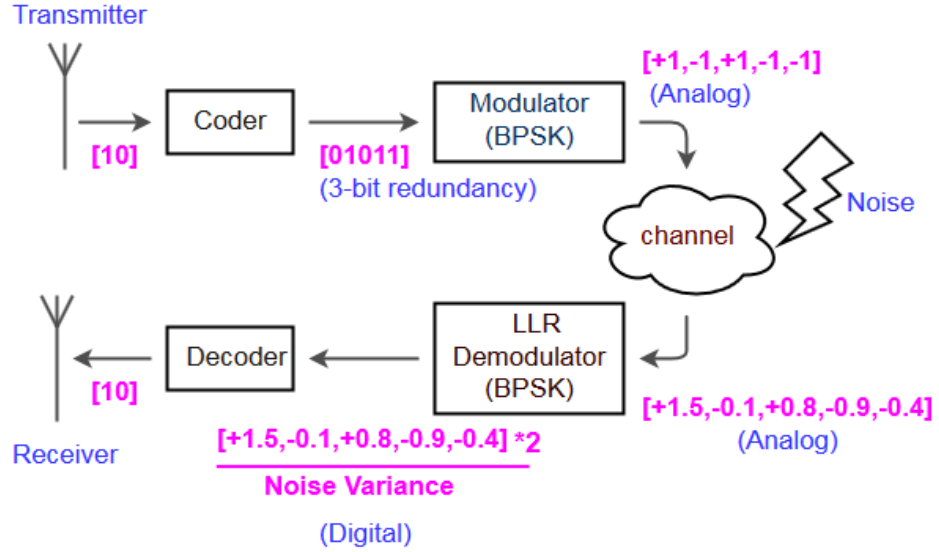 Transmitter
[+1,-1,+1,-1,-1]
(Analog)
Coder
Modulator
(BPSK)
[10]
[01011]
(3-bit redundancy)
Noise
channel
LLR
Demodulator
(BPSK)
Decoder
[10]
[+1.5,-0.1,+0.8,-0.9,-0.4]
(Analog)
Receiver
[+1.5,-0.1,+0.8,-0.9,-0.4] *2
Noise Variance
(Digital)